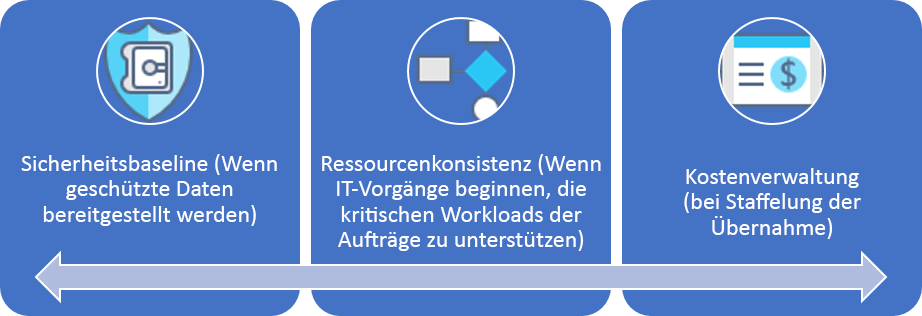 Sicherheitsbaseline (Wenn
geschützte Daten
bereitgestellt werden)
Ressourcenkonsistenz (Wenn
IT-Vorgänge beginnen, die
kritischen Workloads der
Aufträge zu unterstützen)
$
Kostenverwaltung
(bei Staffelung der
Übernahme)